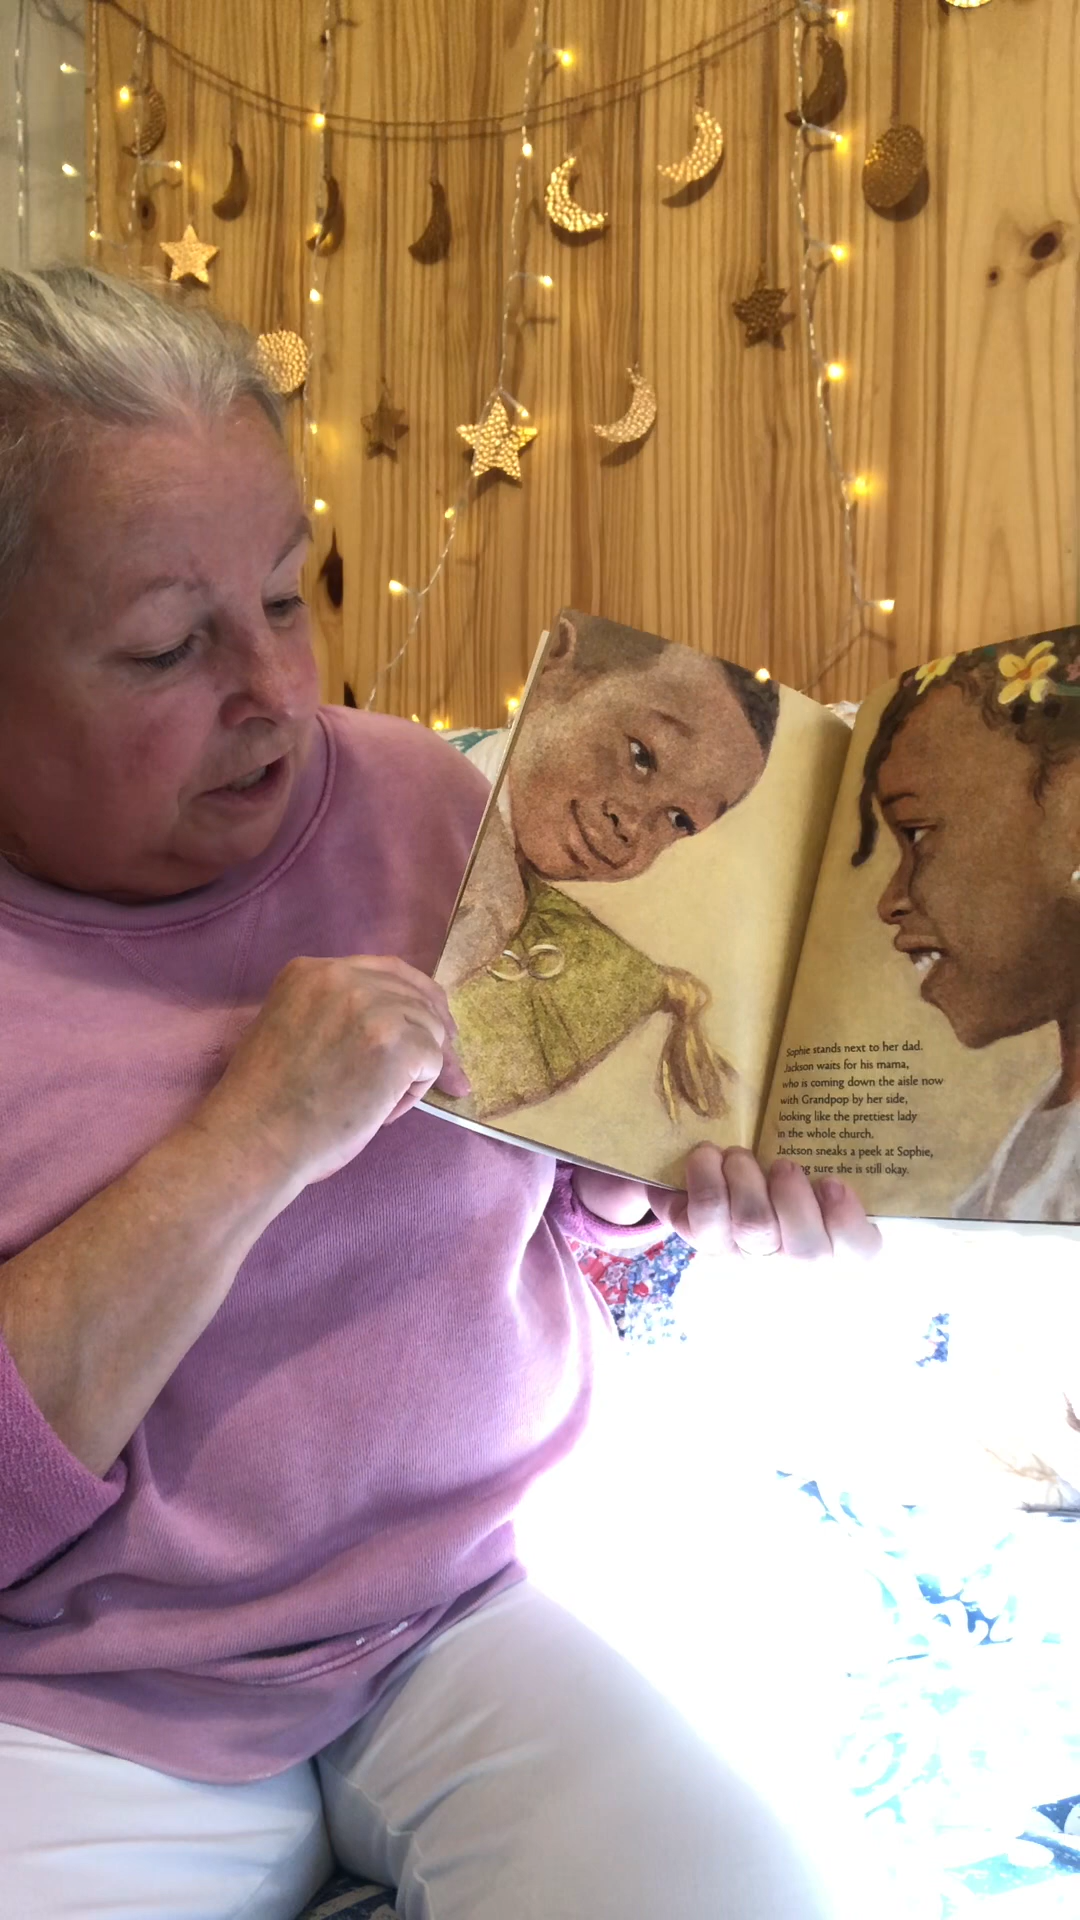 Sophie stands next to her dad.
Jackson waits for his mama,
who is coming down the aisle now
with Grandpop by her side,
looking like the prettiest lady
in the whole church.
Jackson sneaks a peek at Sophie,
sure she is still okay.